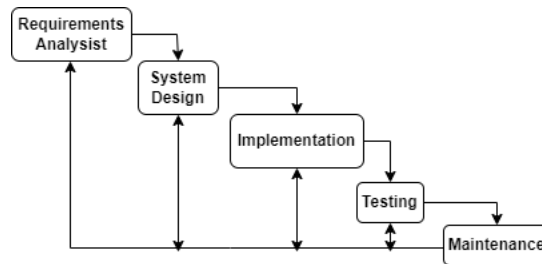 Requirements
Analysist
System
Design
Implementation
Testing
Maintenance